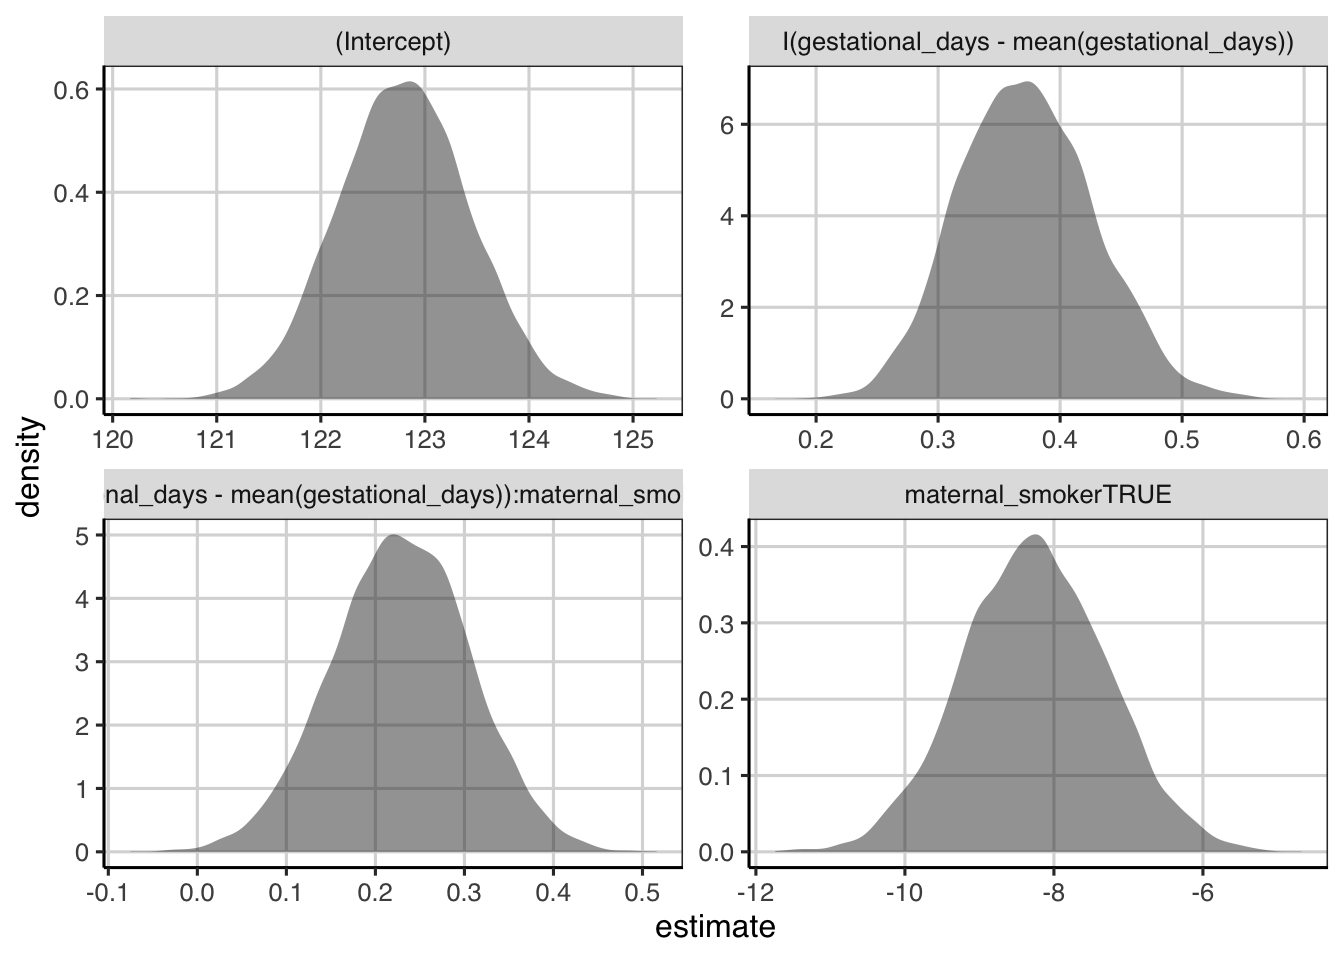 (Intercept)
I(gestational_days - mean(gestational_days))
0.6
0.4
0.2
0.0
120 121 122 123 124 125
6
4
2
0
0.2 0.3 0.4 0.5 0.6
density
nal_days - mean(gestational_days)):maternal_smo
maternal_smokerTRUE
5
4
3
2
1
0
-0.1 0.0 0.1 0.2 0.3 0.4 0.5
0.4
0.3
0.2
0.1
0.0
-12 -10 -8 -6
estimate